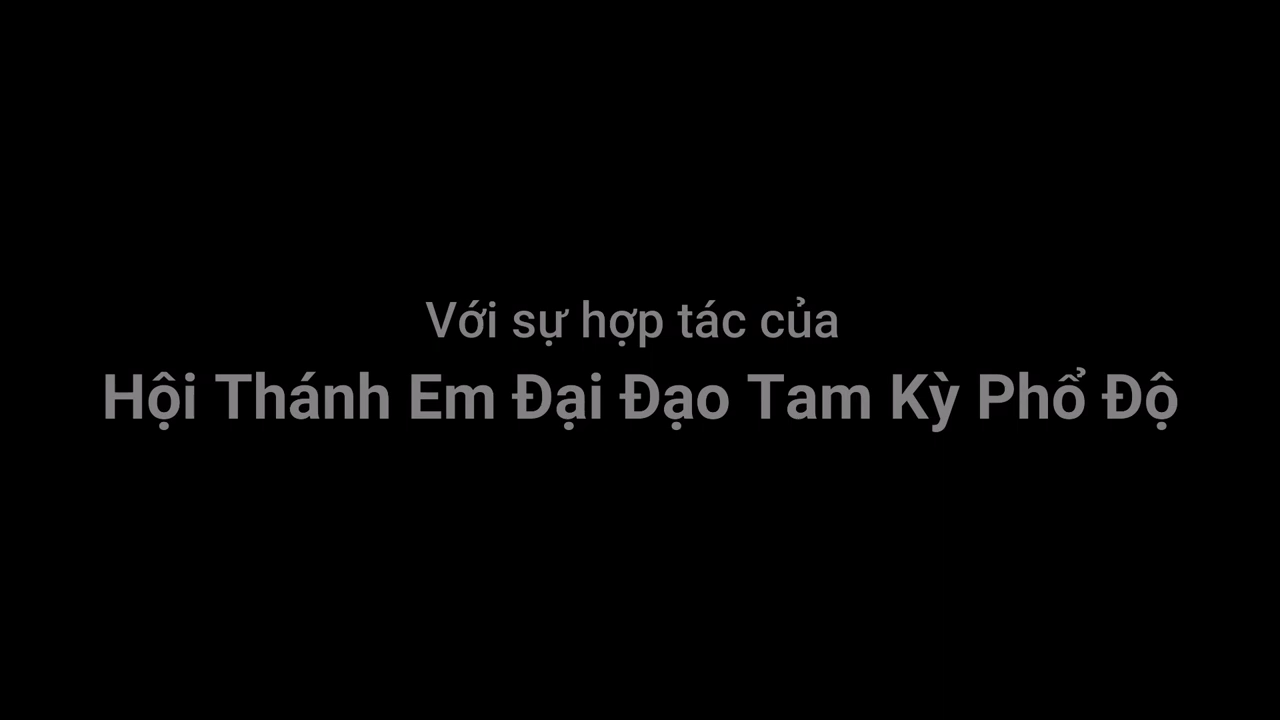 Với sự hợp tác của
Hội Thánh Em Đại Đạo Tam Kỳ Phổ Độ